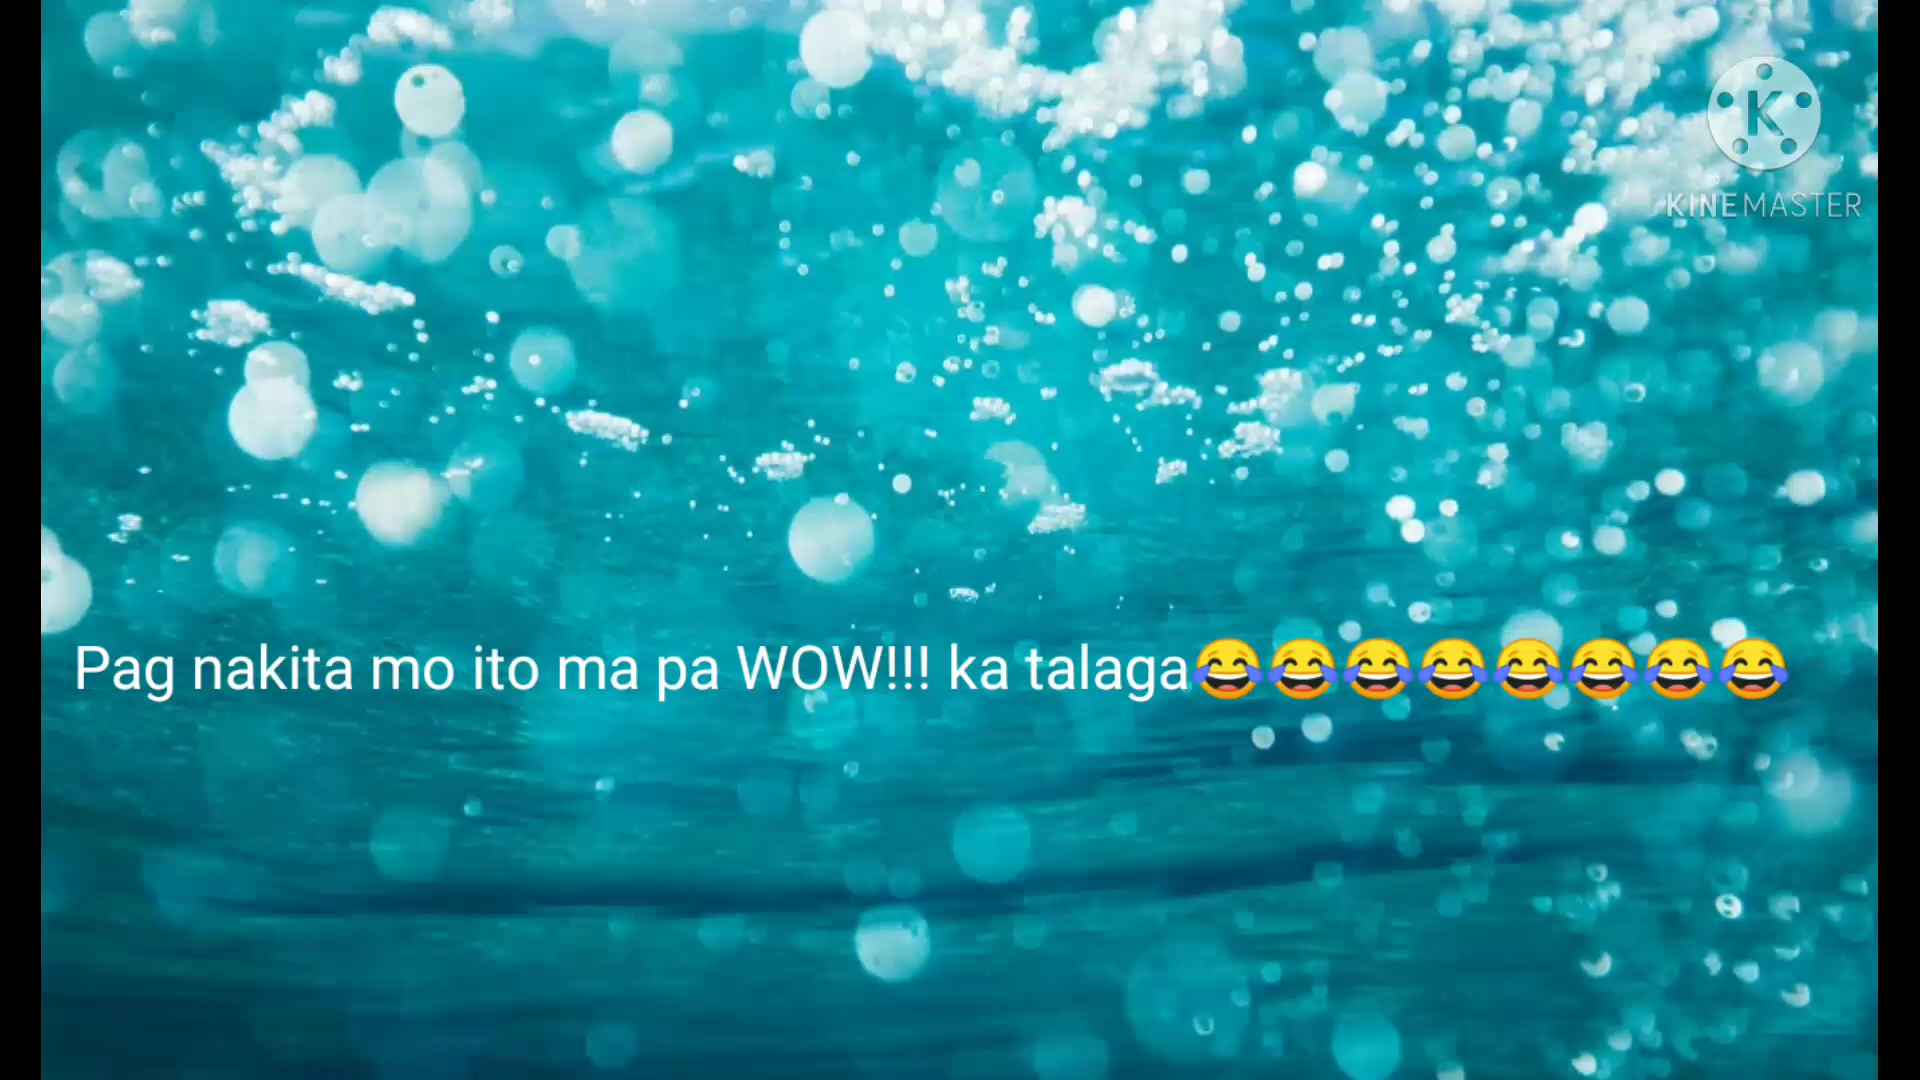 K
KINEMASTER
Pag nakita mo ito ma pa WOW!!! ka talaga😂😂😂😂😂😂😂😂